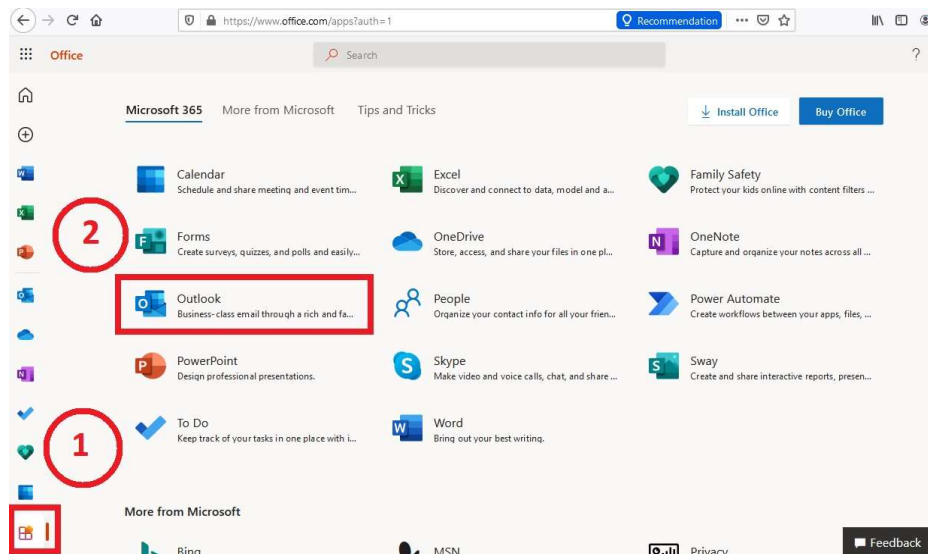 https://www.office.com/apps?auth=1
Recommendation
Office
Search
?
Microsoft 365
More from Microsoft
Tips and Tricks
Install Office
Buy Office
Calendar
Schedule and share meeting and event tim...
Excel
Discover and connect to data, model and a...
Family Safety
Protect your kids online with content filters ...
2
Forms
Create surveys, quizzes, and polls and easily...
OneDrive
Store, access, and share your files in one pl...
OneNote
Capture and organize your notes across all ...
Outlook
Business-class email through a rich and fa...
People
Organize your contact info for all your frien...
Power Automate
Create workflows between your apps, files, ...
PowerPoint
Design professional presentations.
Skype
Make video and voice calls, chat, and share ...
Sway
Create and share interactive reports, presen...
1
To Do
Keep track of your tasks in one place with i...
Word
Bring out your best writing.
More from Microsoft
Bing
MSN
Privacy
Feedback